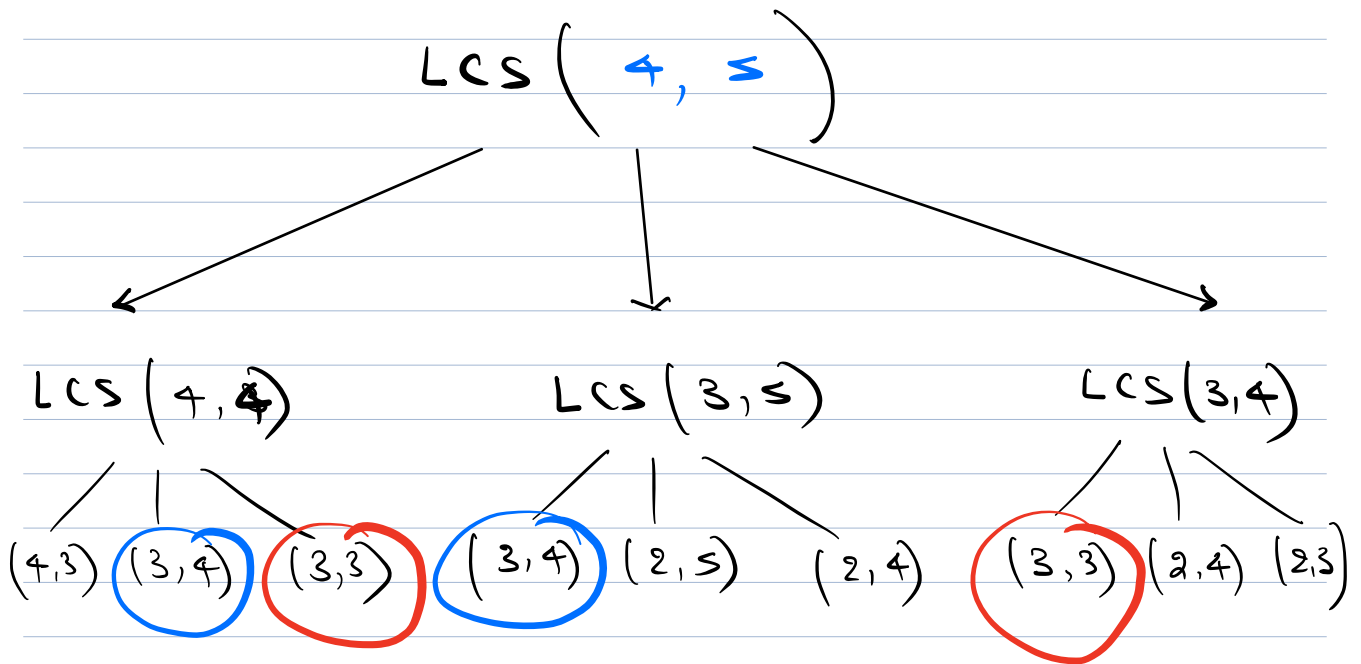 LCS ( 4, 5 )
LCS ( 4, 4 ) LCS ( 3, 5 ) LCS ( 3, 4 )
(4,3) (3,4) (3,3) (3,4) (2,5) (2,4) (3,3) (2,4) (2,3)